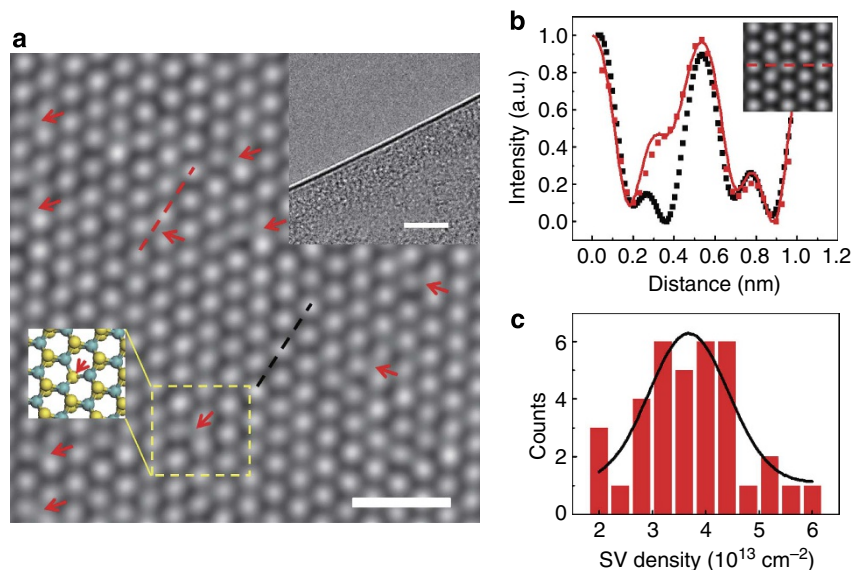 a
b
Intensity (a.u.)
1.0
0.8
0.6
0.4
0.2
0.0
0.0 0.2 0.4 0.6 0.8 1.0 1.2
Distance (nm)
c
Counts
6
4
2
0
2 3 4 5 6
SV density (10¹³ cm⁻²)